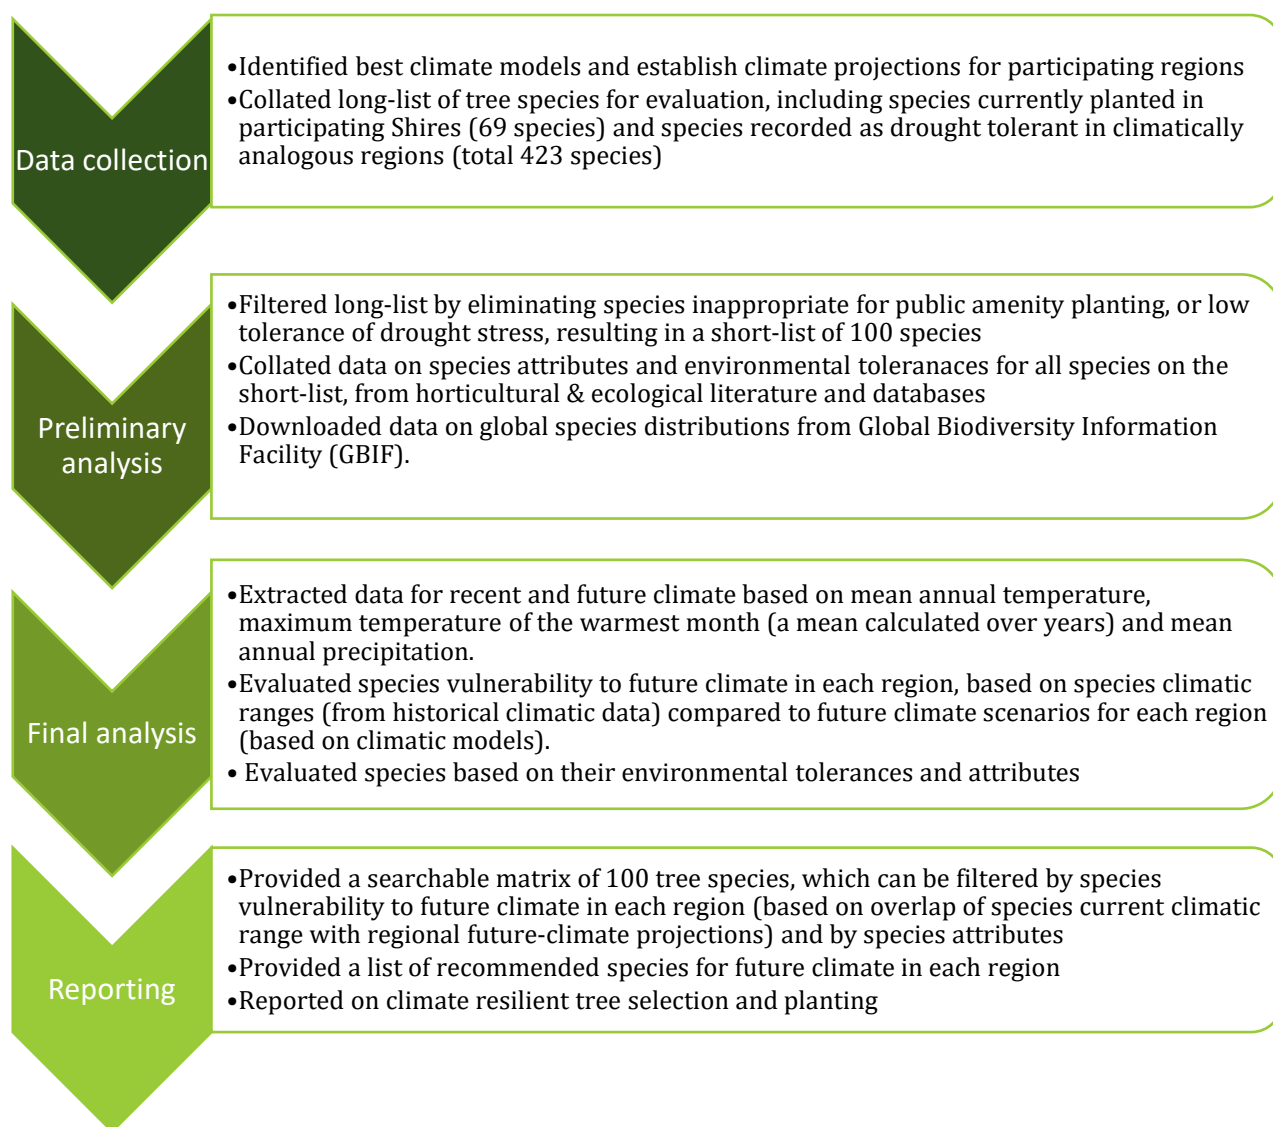 Data collection
•Identified best climate models and establish climate projections for participating regions
•Collated long-list of tree species for evaluation, including species currently planted in
participating Shires (69 species) and species recorded as drought tolerant in climatically
analogous regions (total 423 species)
Preliminary
analysis
•Filtered long-list by eliminating species inappropriate for public amenity planting, or low
tolerance of drought stress, resulting in a short-list of 100 species
•Collated data on species attributes and environmental toleranaces for all species on the
short-list, from horticultural & ecological literature and databases
•Downloaded data on global species distributions from Global Biodiversity Information
Facility (GBIF).
Final analysis
•Extracted data for recent and future climate based on mean annual temperature,
maximum temperature of the warmest month (a mean calculated over years) and mean
annual precipitation.
•Evaluated species vulnerability to future climate in each region, based on species climatic
ranges (from historical climatic data) compared to future climate scenarios for each region
(based on climatic models).
• Evaluated species based on their environmental tolerances and attributes
Reporting
•Provided a searchable matrix of 100 tree species, which can be filtered by species
vulnerability to future climate in each region (based on overlap of species current climatic
range with regional future-climate projections) and by species attributes
•Provided a list of recommended species for future climate in each region
•Reported on climate resilient tree selection and planting